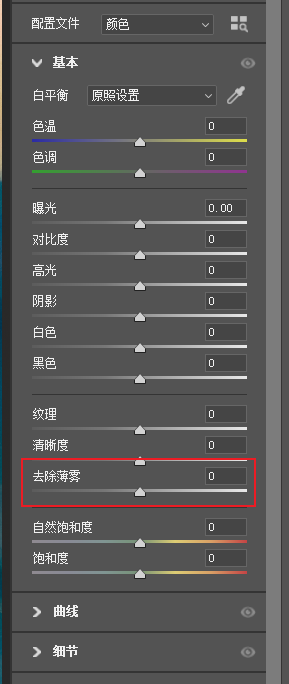 配置文件 颜色
基本
白平衡 原照设置
色温 0
色调 0
曝光 0.00
对比度 0
高光 0
阴影 0
白色 0
黑色 0
纹理 0
清晰度 0
去除薄雾 0
自然饱和度 0
饱和度 0
曲线
细节